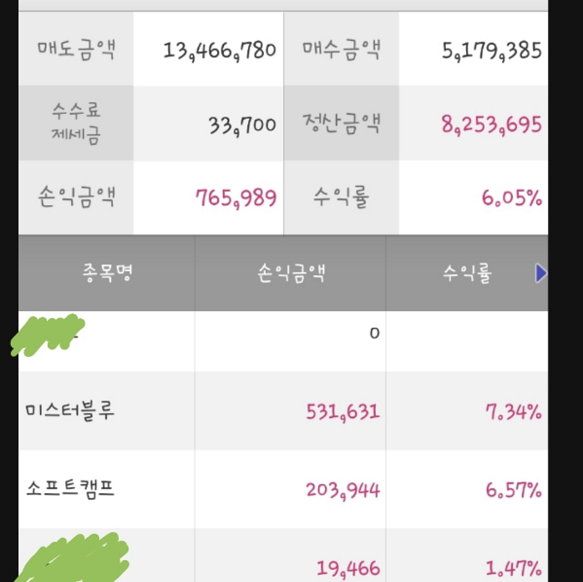 매도금액 13,466,780 매수금액 5,179,385
수수료
제세금 33,700 정산금액 8,253,695
손익금액 765,989 수익률 6.05%
종목명 손익금액 수익률
0
미스터블루 531,631 7.34%
소프트캠프 203,944 6.57%
19,466 1.47%